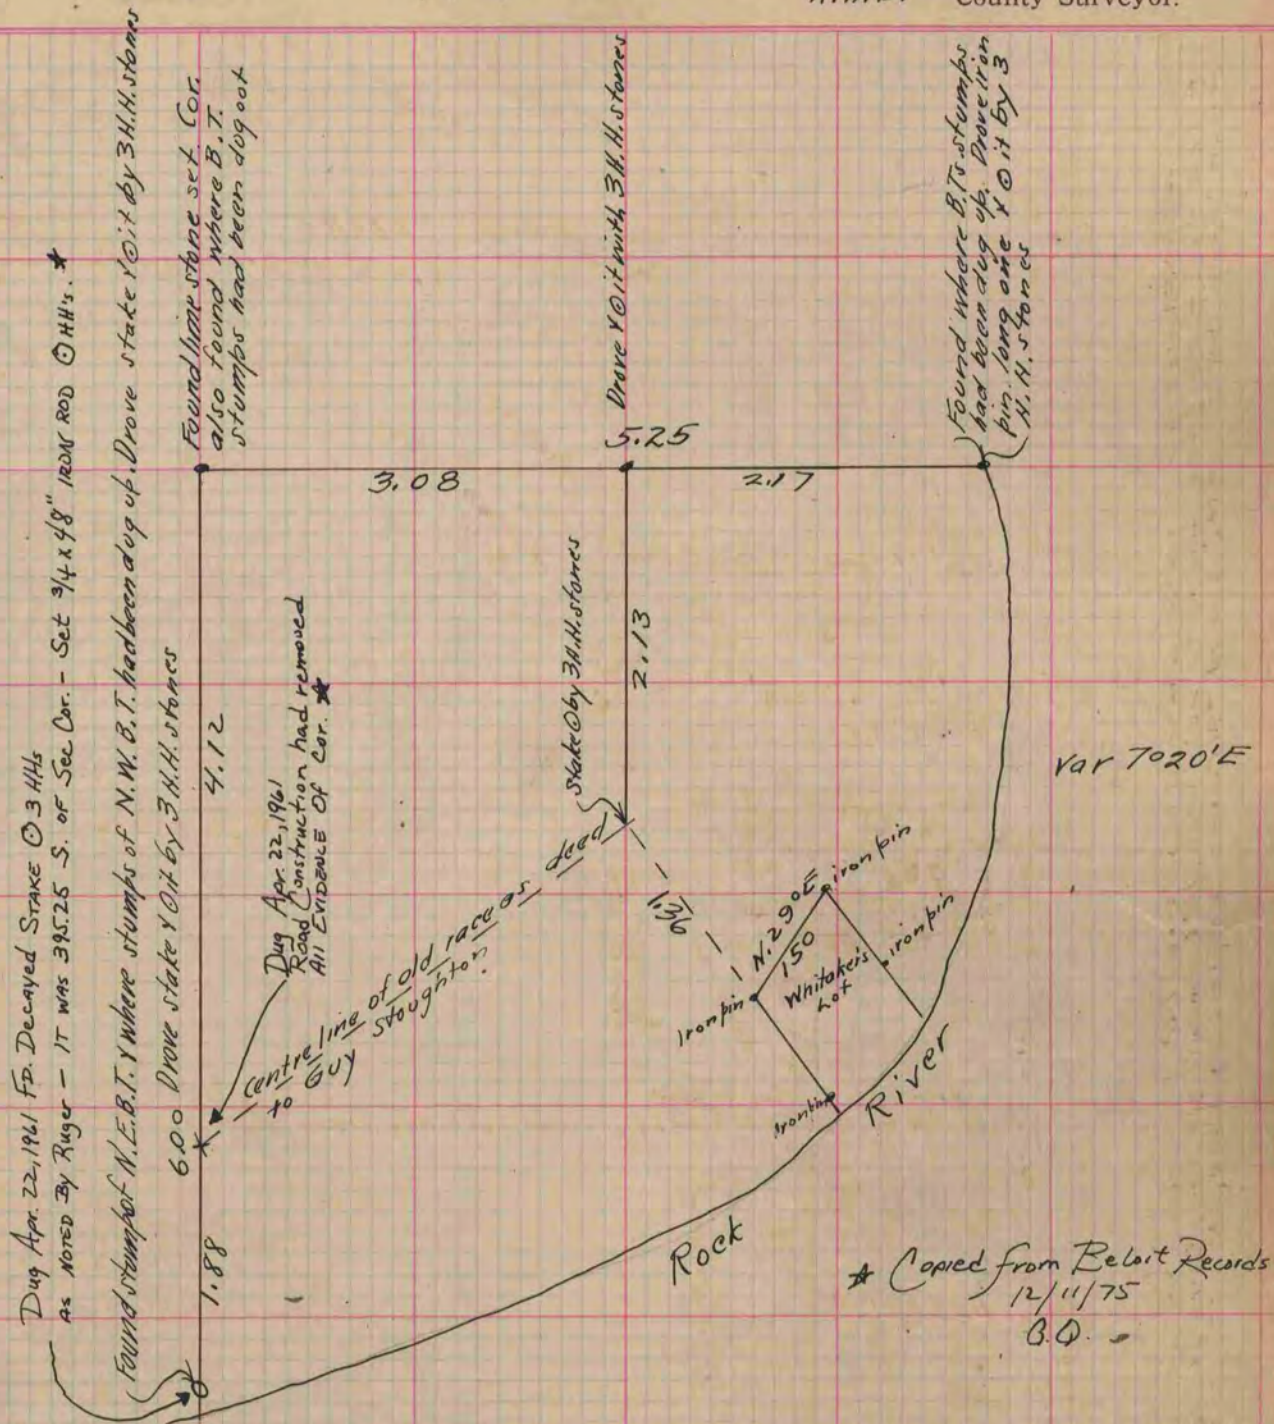 County Surveyor.
Dug Apr. 22, 1961 FD. Decayed STAKE ⊙ 3 HHs
AS NOTED By Ruger - IT WAS 395.25 S. OF Sec Cor. - Set 3/4 x 48" IRON ROD ⊙ HH's. ★
Found stump of N.E.B.T. & where stumps of N.W.B.T. had been dug up. Drove stake & ⊙ it by 3 H.H. stones
6.00 Drove stake & ⊙ it by 3 H.H. stones
Found lime stone set Cor.
also found where B.T.
stumps had been dug out
Drove & ⊙ it with 3 H.H. stones
Found where B.Ts. stumps
had been dug up. Drove iron
pin long one & ⊙ it by 3
H.H. stones
5.25
3.08
2.17
4.12
2.13
Stake ⊙ by 3 H.H. stones
Dug Apr. 22, 1961
Road Construction had removed
All EVIDENCE OF Cor. ★
Var 7°20'E
centre line of old race as deed
to Guy Stoughton.
1.36
N. 29° E
150
iron pin
iron pin
Whitaker's
Lot
Iron pin
Iron pin
1.88
Rock River
★ Copied from Beloit Records
12/11/75